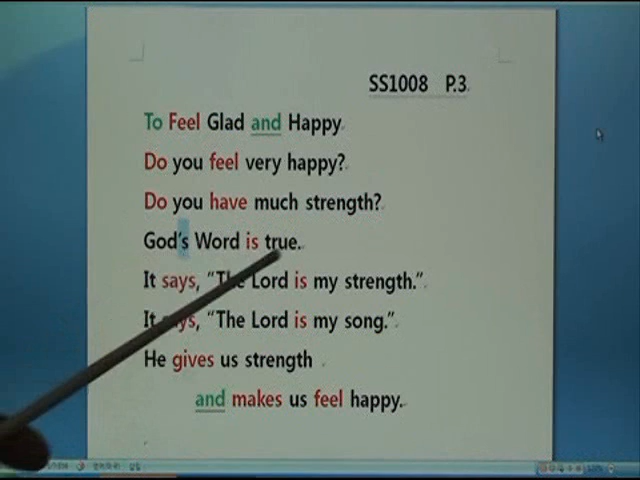 SS1008 P.3
To Feel Glad and Happy
Do you feel very happy?
Do you have much strength?
God's Word is true.
It says, "The Lord is my strength."
It says, "The Lord is my song."
He gives us strength
and makes us feel happy.